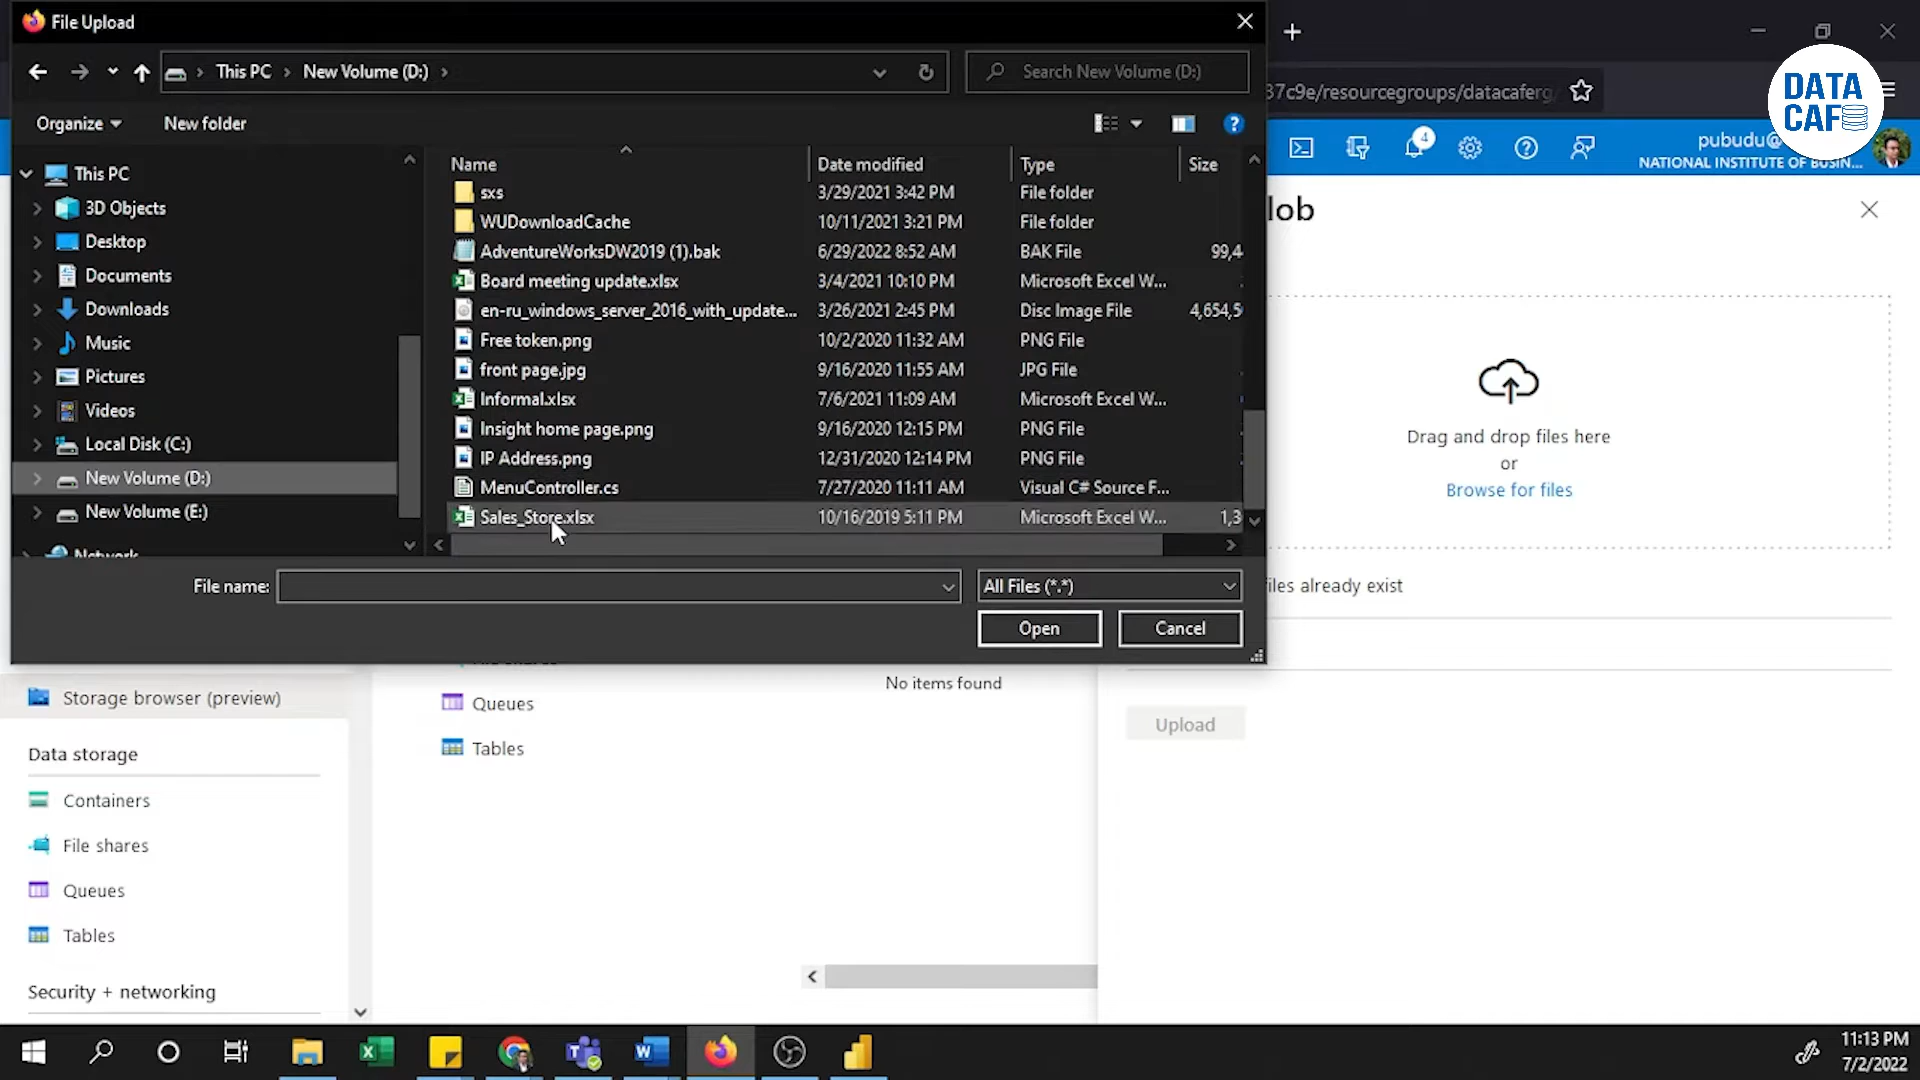 File Upload
This PC > New Volume (D:) >
Search New Volume (D:)
Organize
New folder
This PC
3D Objects
Desktop
Documents
Downloads
Music
Pictures
Videos
Local Disk (C:)
New Volume (D:)
New Volume (E:)
Network
Name Date modified Type Size
sxs 3/29/2021 3:42 PM File folder
WUDownloadCache 10/11/2021 3:21 PM File folder
AdventureWorksDW2019 (1).bak 6/29/2022 8:52 AM BAK File 99,4
Board meeting update.xlsx 3/4/2021 10:10 PM Microsoft Excel W...
en-ru_windows_server_2016_with_update... 3/26/2021 2:45 PM Disc Image File 4,654,5
Free token.png 10/2/2020 11:32 AM PNG File
front page.jpg 9/16/2020 11:55 AM JPG File
Informal.xlsx 7/6/2021 11:09 AM Microsoft Excel W...
Insight home page.png 9/16/2020 12:15 PM PNG File
IP Address.png 12/31/2020 12:14 PM PNG File
MenuController.cs 7/27/2020 11:11 AM Visual C# Source F...
Sales_Store.xlsx 10/16/2019 5:11 PM Microsoft Excel W... 1,3
File name:
All Files (*.*)
Open
Cancel
37c9e/resourcegroups/datacaferg
DATA
CAF
4
pubudu@
NATIONAL INSTITUTE OF BUSIN...
lob
Drag and drop files here
or
Browse for files
iles already exist
Upload
Storage browser (preview)
Data storage
Containers
File shares
Queues
Tables
Security + networking
Queues
Tables
No items found
11:13 PM
7/2/2022